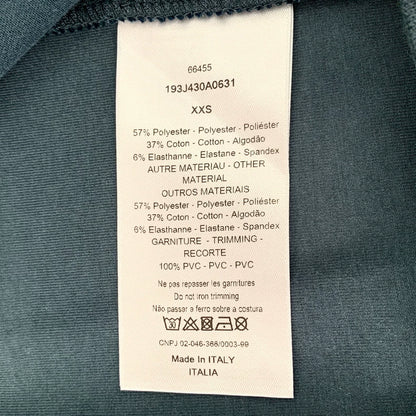 66455
193J430A0631
XXS
57% Polyester - Polyester - Poliéster
37% Coton - Cotton - Algodão
6% Elasthanne - Elastane - Spandex
AUTRE MATERIAU - OTHER
MATERIAL
OUTROS MATERIAIS
57% Polyester - Polyester - Poliéster
37% Coton - Cotton - Algodão
6% Elasthanne - Elastane - Spandex
GARNITURE - TRIMMING -
RECORTE
100% PVC - PVC - PVC
Ne pas repasser les garnitures
Do not iron trimming
Não passar a ferro sobre a costura
CNPJ 02-046-366/0003-99
Made In ITALY
ITALIA